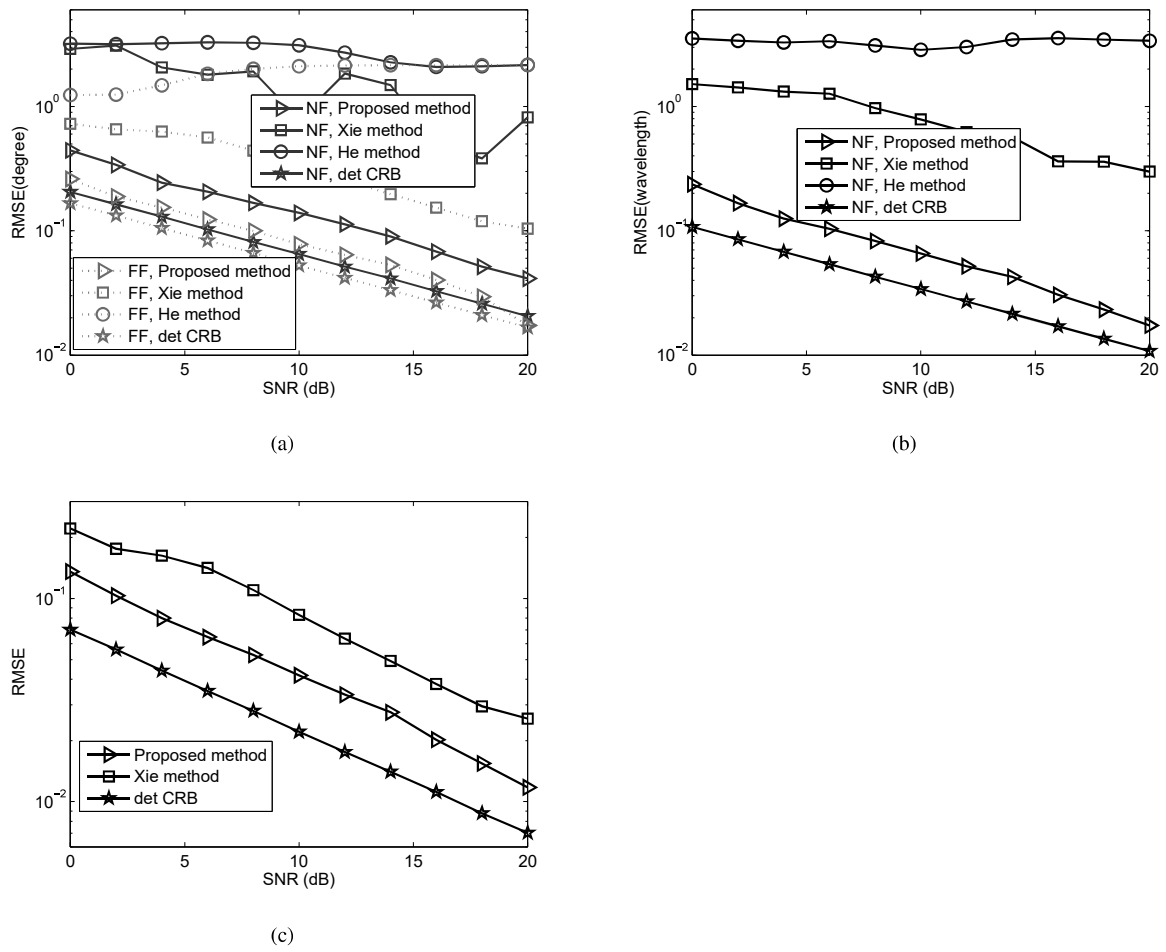 RMSE(degree)
10^0
10^-1
10^-2
NF, Proposed method
NF, Xie method
NF, He method
NF, det CRB
FF, Proposed method
FF, Xie method
FF, He method
FF, det CRB
0 5 10 15 20
SNR (dB)
(a)
RMSE(wavelength)
10^0
10^-1
10^-2
NF, Proposed method
NF, Xie method
NF, He method
NF, det CRB
0 5 10 15 20
SNR (dB)
(b)
RMSE
10^-1
10^-2
Proposed method
Xie method
det CRB
0 5 10 15 20
SNR (dB)
(c)